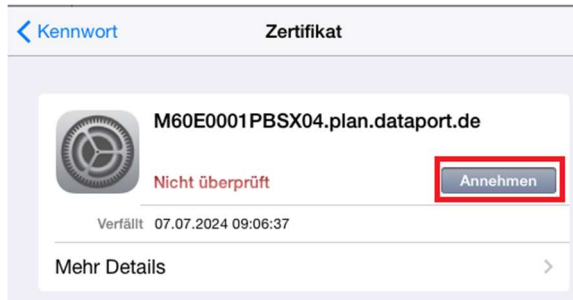 Kennwort Zertifikat
M60E0001PBSX04.plan.dataport.de
Nicht überprüft Annehmen
Verfällt 07.07.2024 09:06:37
Mehr Details